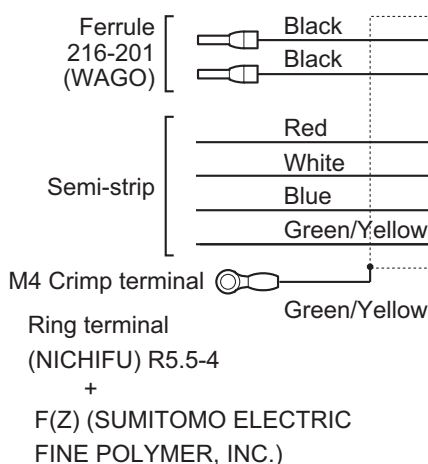 Ferrule
216-201
(WAGO)
Black
Black
Red
White
Semi-strip
Blue
Green/Yellow
M4 Crimp terminal
Green/Yellow
Ring terminal
(NICHIFU) R5.5-4
+
F(Z) (SUMITOMO ELECTRIC
FINE POLYMER, INC.)